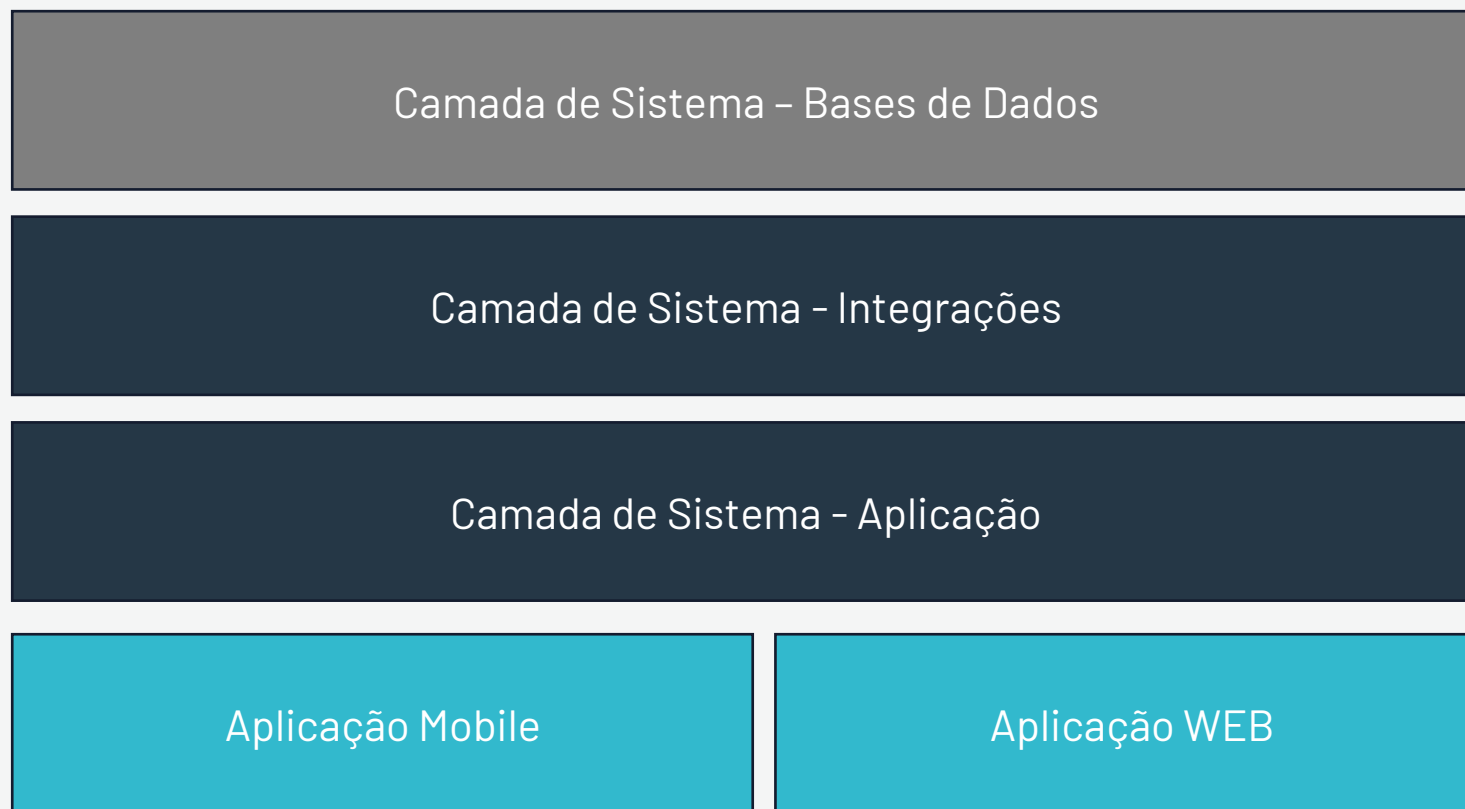 Camada de Sistema – Bases de Dados
Camada de Sistema - Integrações
Camada de Sistema - Aplicação
Aplicação Mobile
Aplicação WEB